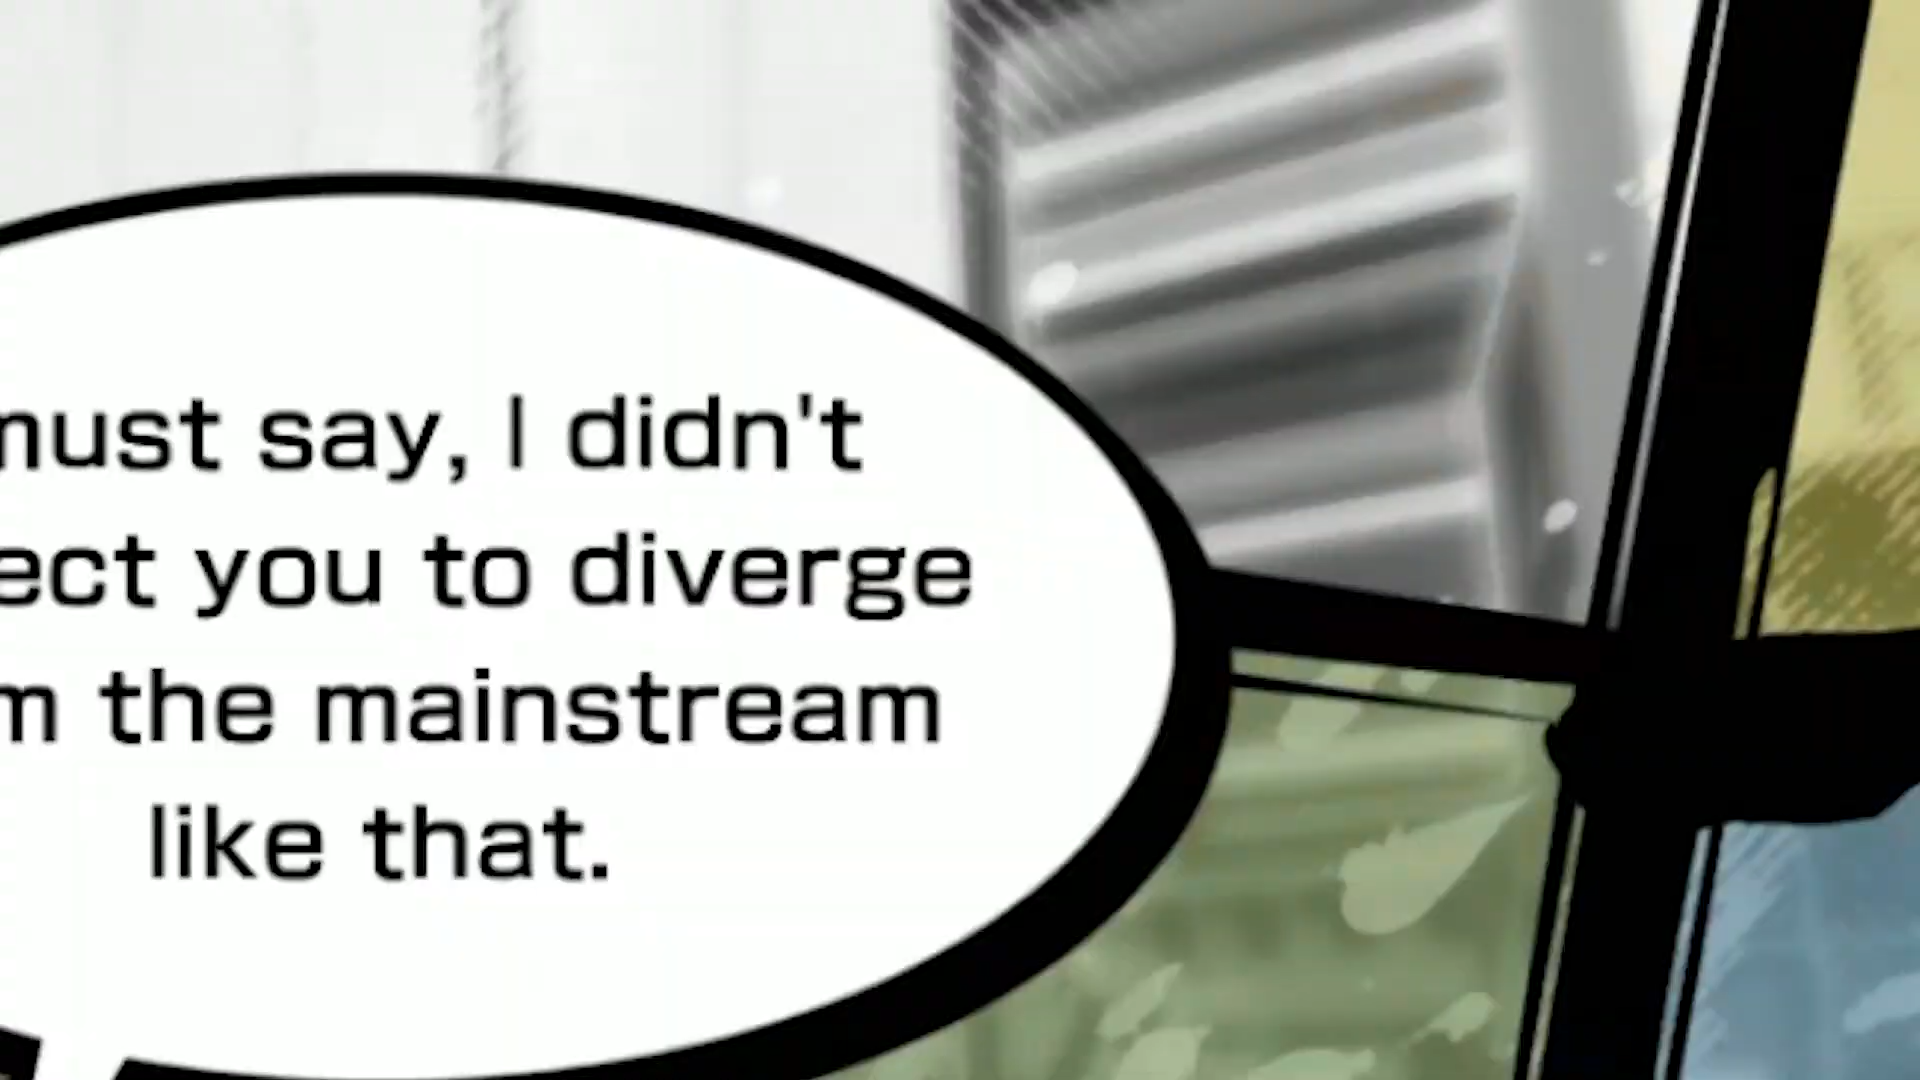 must say, I didn't
ect you to diverge
m the mainstream
like that.